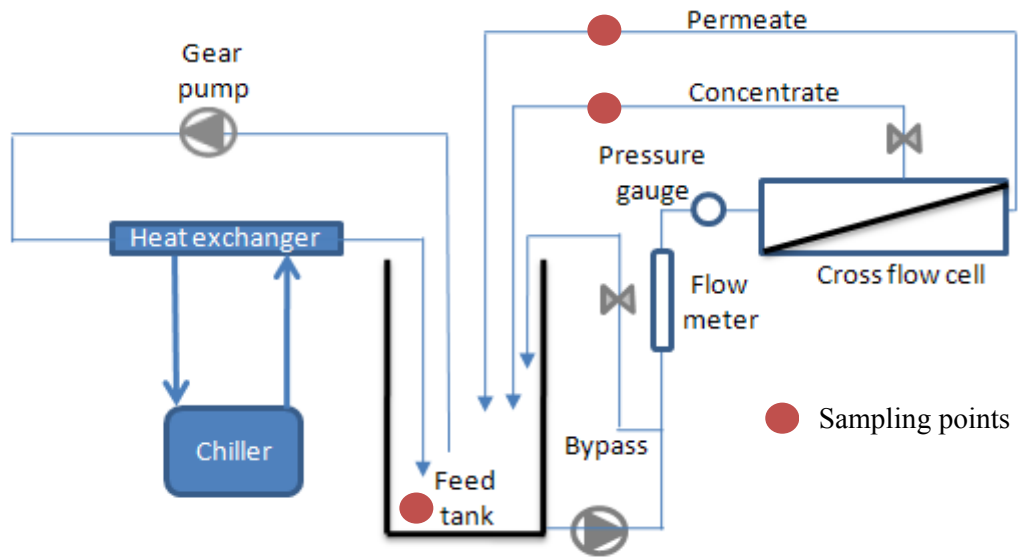 Permeate
Gear
pump
Concentrate
Pressure
gauge
Heat exchanger
Cross flow cell
Flow
meter
Sampling points
Chiller
Bypass
Feed
tank